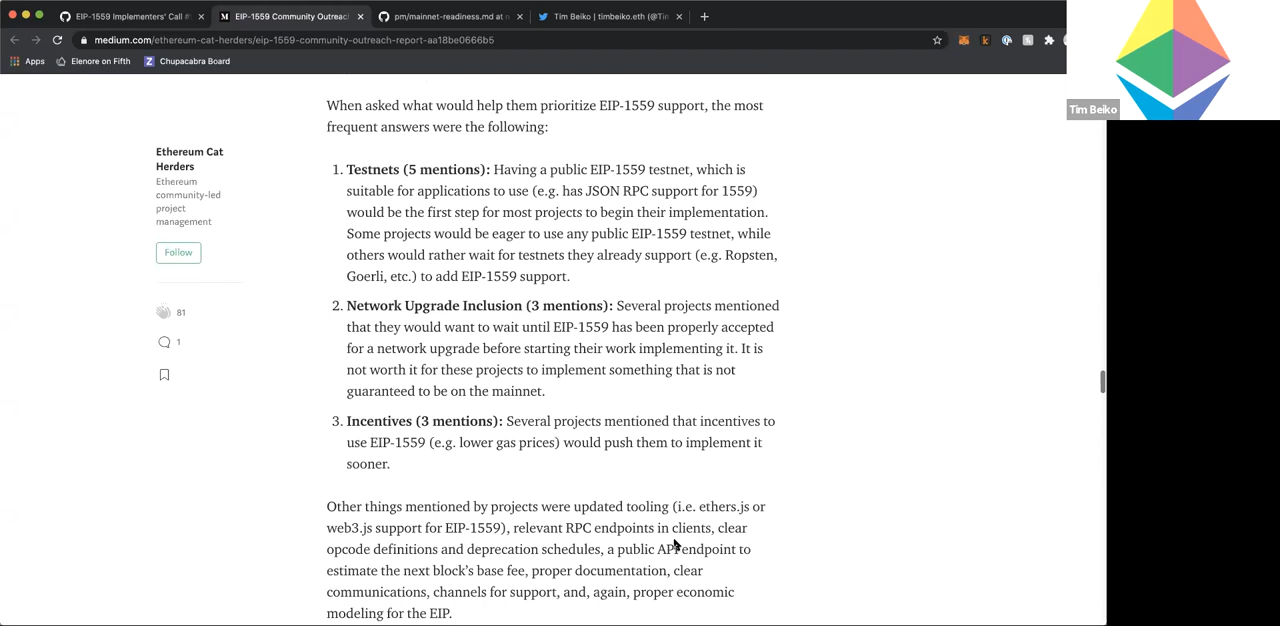 EIP-1559 Implementers' Call #
EIP-1559 Community Outreach
pm/mainnet-readiness.md at
Tim Beiko | timbeiko.eth (@Tim
medium.com/ethereum-cat-herders/eip-1559-community-outreach-report-aa18be0666b5
Apps
Elenore on Fifth
Chupacabra Board
Tim Beiko
Ethereum Cat
Herders
Ethereum
community-led
project
management
Follow
81
1
When asked what would help them prioritize EIP-1559 support, the most
frequent answers were the following:
1. Testnets (5 mentions): Having a public EIP-1559 testnet, which is
suitable for applications to use (e.g. has JSON RPC support for 1559)
would be the first step for most projects to begin their implementation.
Some projects would be eager to use any public EIP-1559 testnet, while
others would rather wait for testnets they already support (e.g. Ropsten,
Goerli, etc.) to add EIP-1559 support.
2. Network Upgrade Inclusion (3 mentions): Several projects mentioned
that they would want to wait until EIP-1559 has been properly accepted
for a network upgrade before starting their work implementing it. It is
not worth it for these projects to implement something that is not
guaranteed to be on the mainnet.
3. Incentives (3 mentions): Several projects mentioned that incentives to
use EIP-1559 (e.g. lower gas prices) would push them to implement it
sooner.
Other things mentioned by projects were updated tooling (i.e. ethers.js or
web3.js support for EIP-1559), relevant RPC endpoints in clients, clear
opcode definitions and deprecation schedules, a public API endpoint to
estimate the next block's base fee, proper documentation, clear
communications, channels for support, and, again, proper economic
modeling for the EIP.